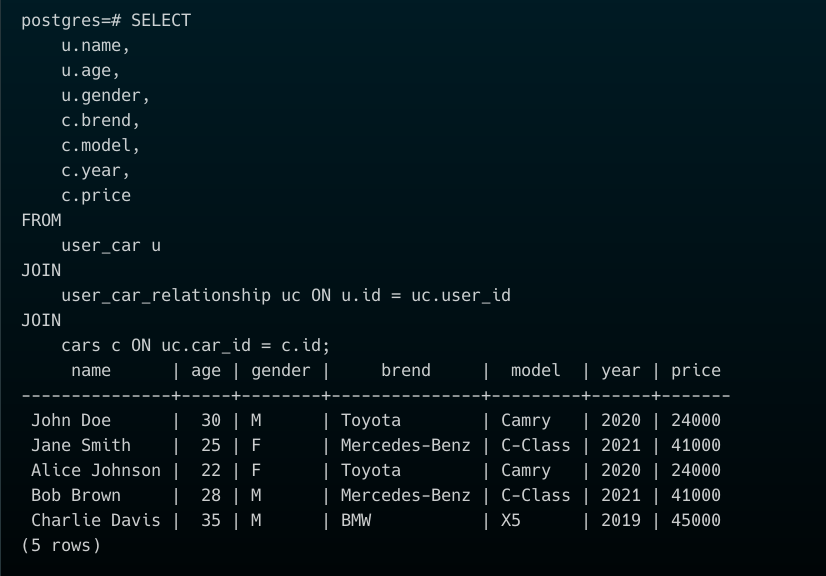 postgres=# SELECT
    u.name,
    u.age,
    u.gender,
    c.brend,
    c.model,
    c.year,
    c.price
FROM
    user_car u
JOIN
    user_car_relationship uc ON u.id = uc.user_id
JOIN
    cars c ON uc.car_id = c.id;
     name      | age | gender |     brend     |  model  | year | price
---------------+-----+--------+---------------+---------+------+-------
 John Doe      |  30 | M      | Toyota        | Camry   | 2020 | 24000
 Jane Smith    |  25 | F      | Mercedes-Benz | C-Class | 2021 | 41000
 Alice Johnson |  22 | F      | Toyota        | Camry   | 2020 | 24000
 Bob Brown     |  28 | M      | Mercedes-Benz | C-Class | 2021 | 41000
 Charlie Davis |  35 | M      | BMW           | X5      | 2019 | 45000
(5 rows)